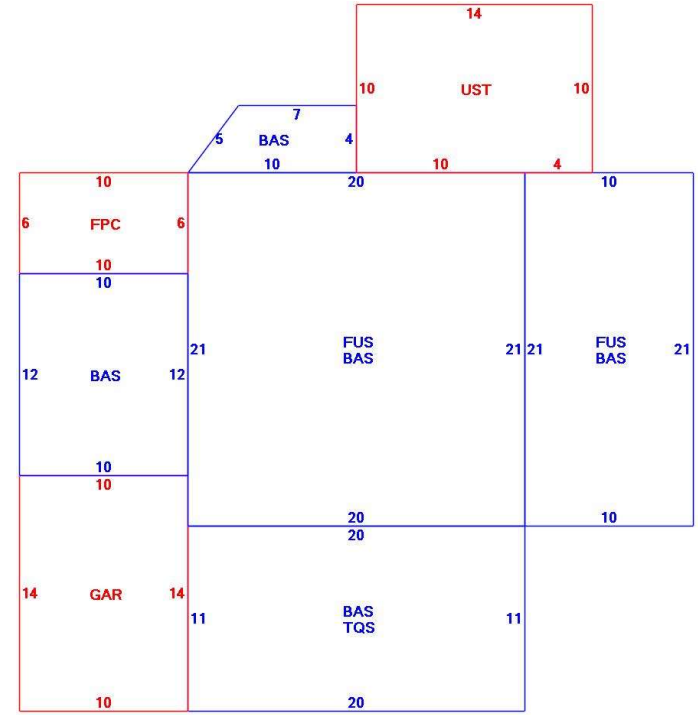 14
10 UST 10
7
5 BAS 4
10 10 4
10 20 10
6 FPC 6
10
10
21 FUS 21 21 FUS 21
BAS BAS
12 BAS 12
10
10
20 10
20
14 GAR 14
11 BAS 11
TQS
10 20